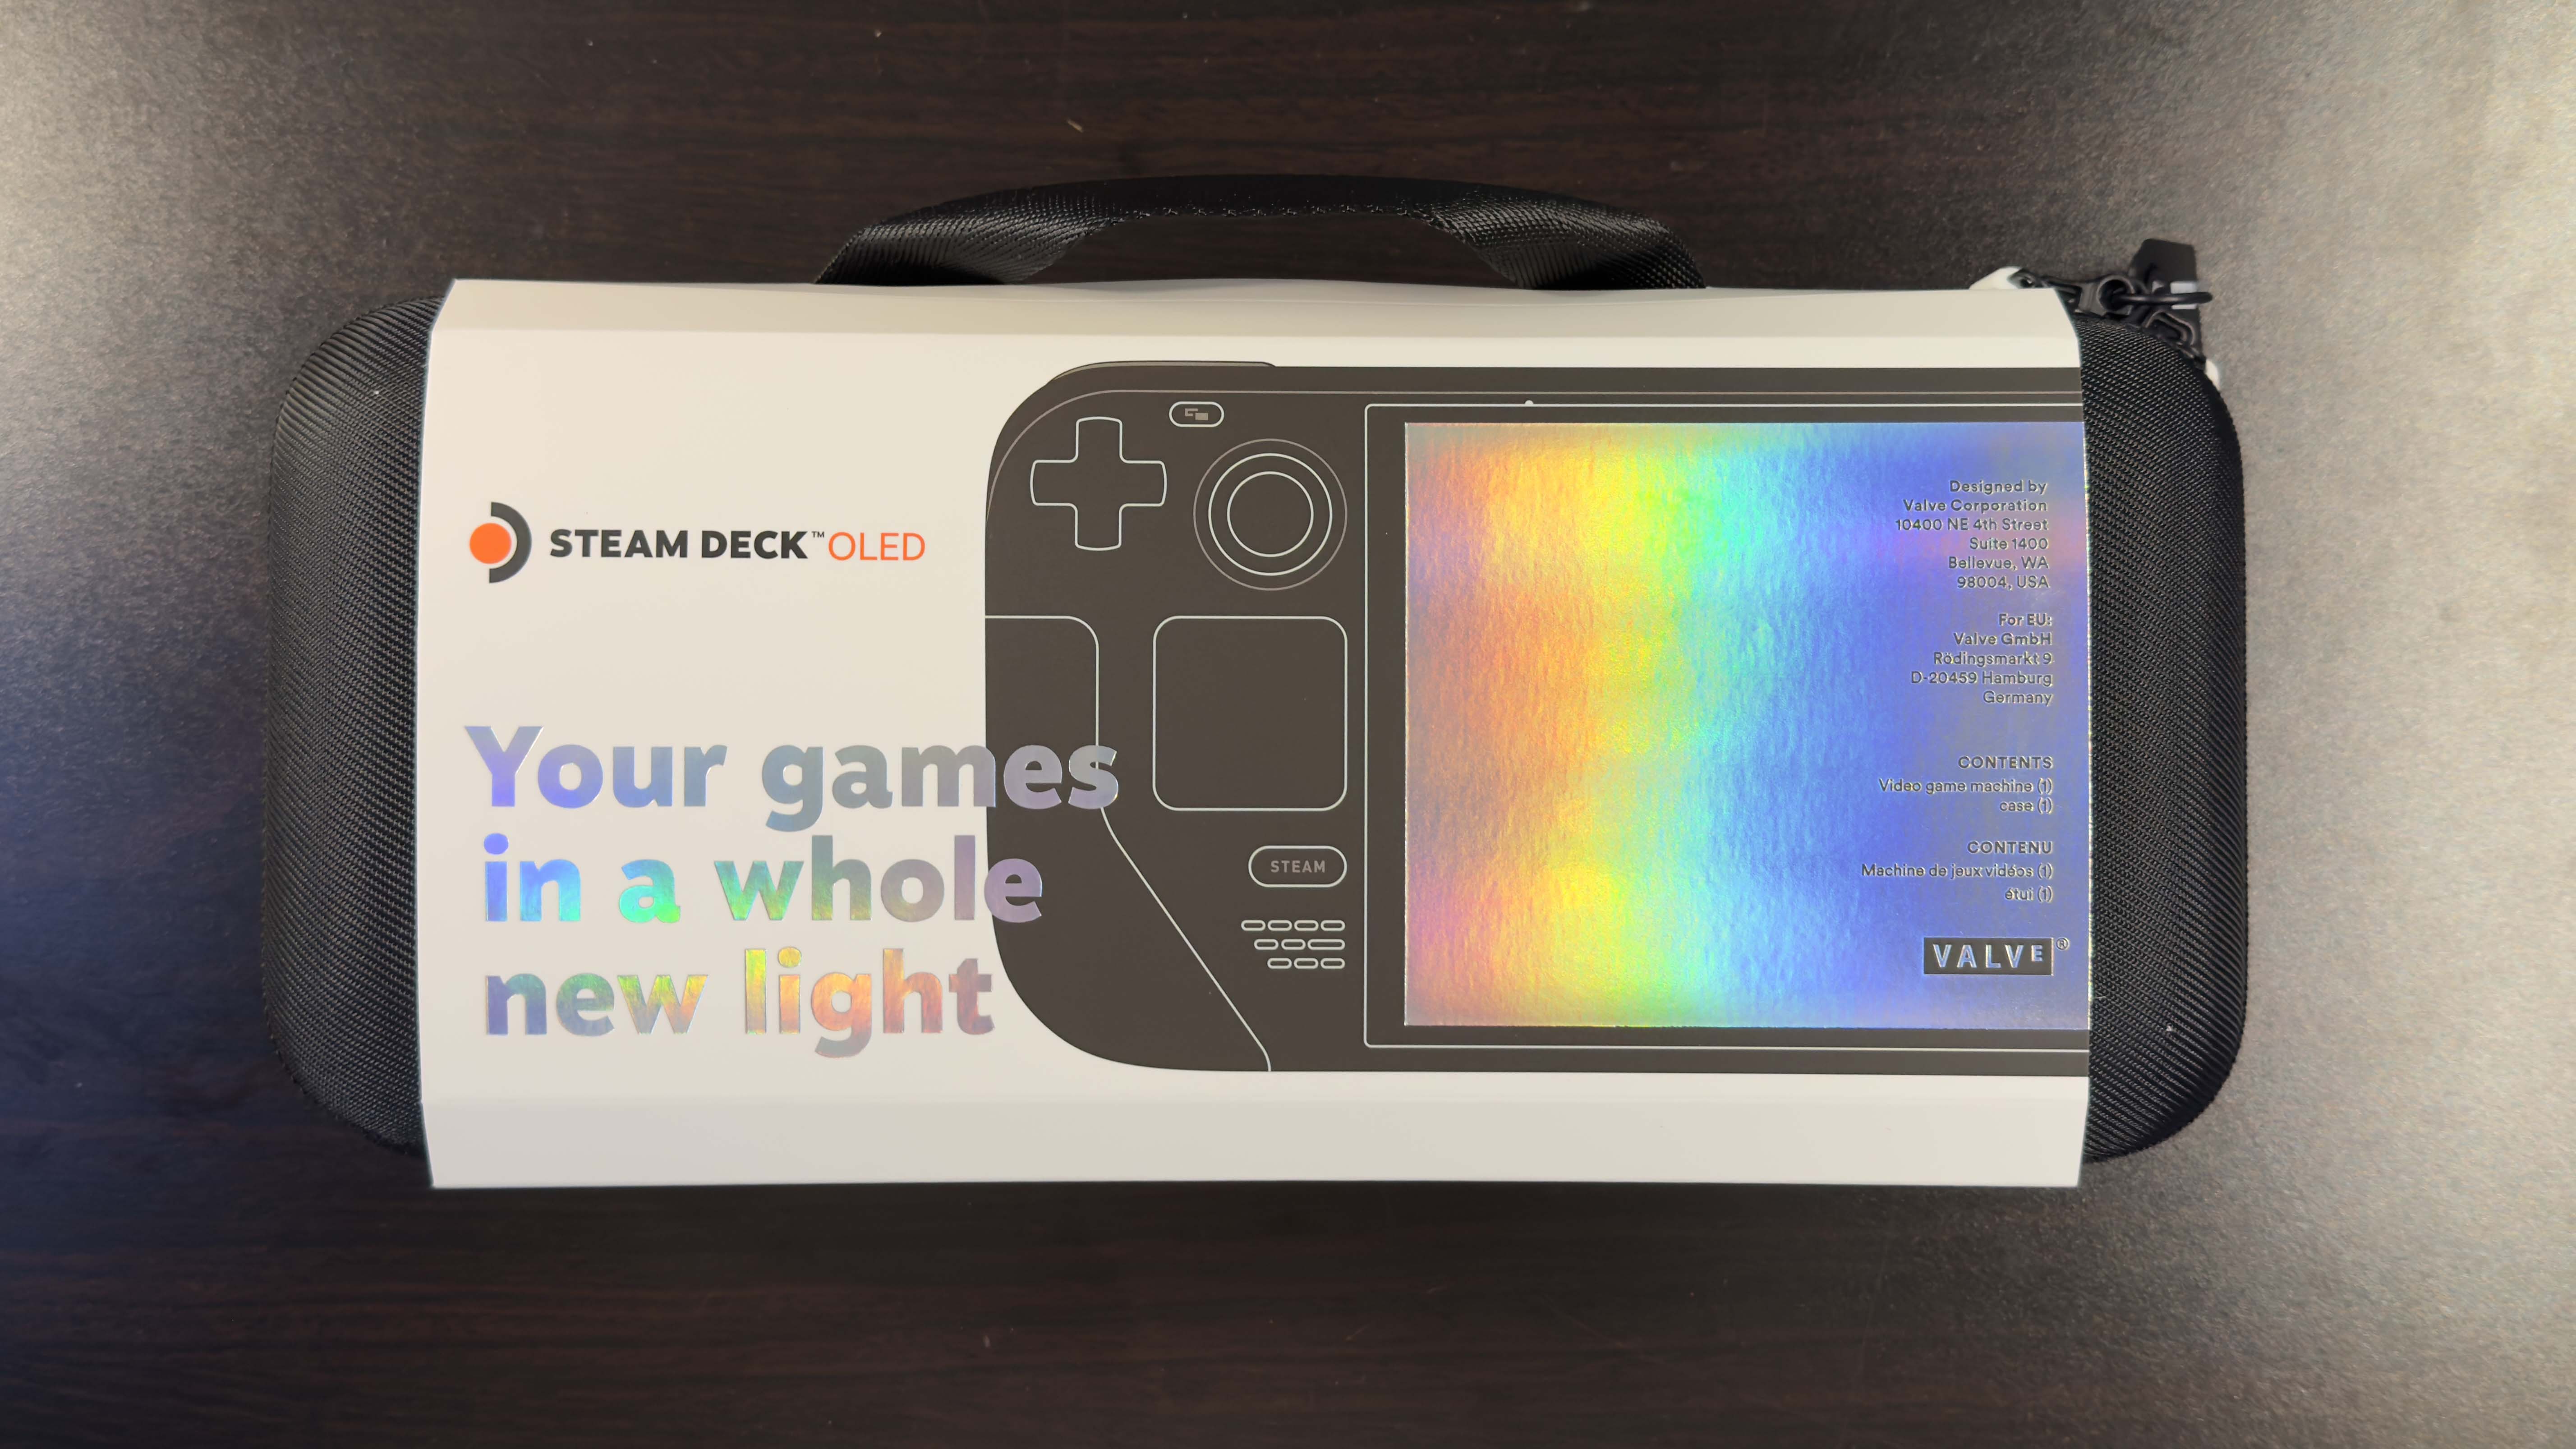 STEAM DECK™ OLED
Your games
in a whole
new light
STEAM
Designed by
Valve Corporation
10400 NE 4th Street
Suite 1400
Bellevue, WA
98004, USA
For EU:
Valve GmbH
Rödingsmarkt 9
D-20459 Hamburg
Germany
CONTENTS
Video game machine (1)
case (1)
CONTENU
Machine de jeux vidéos (1)
étui (1)
VALVE®